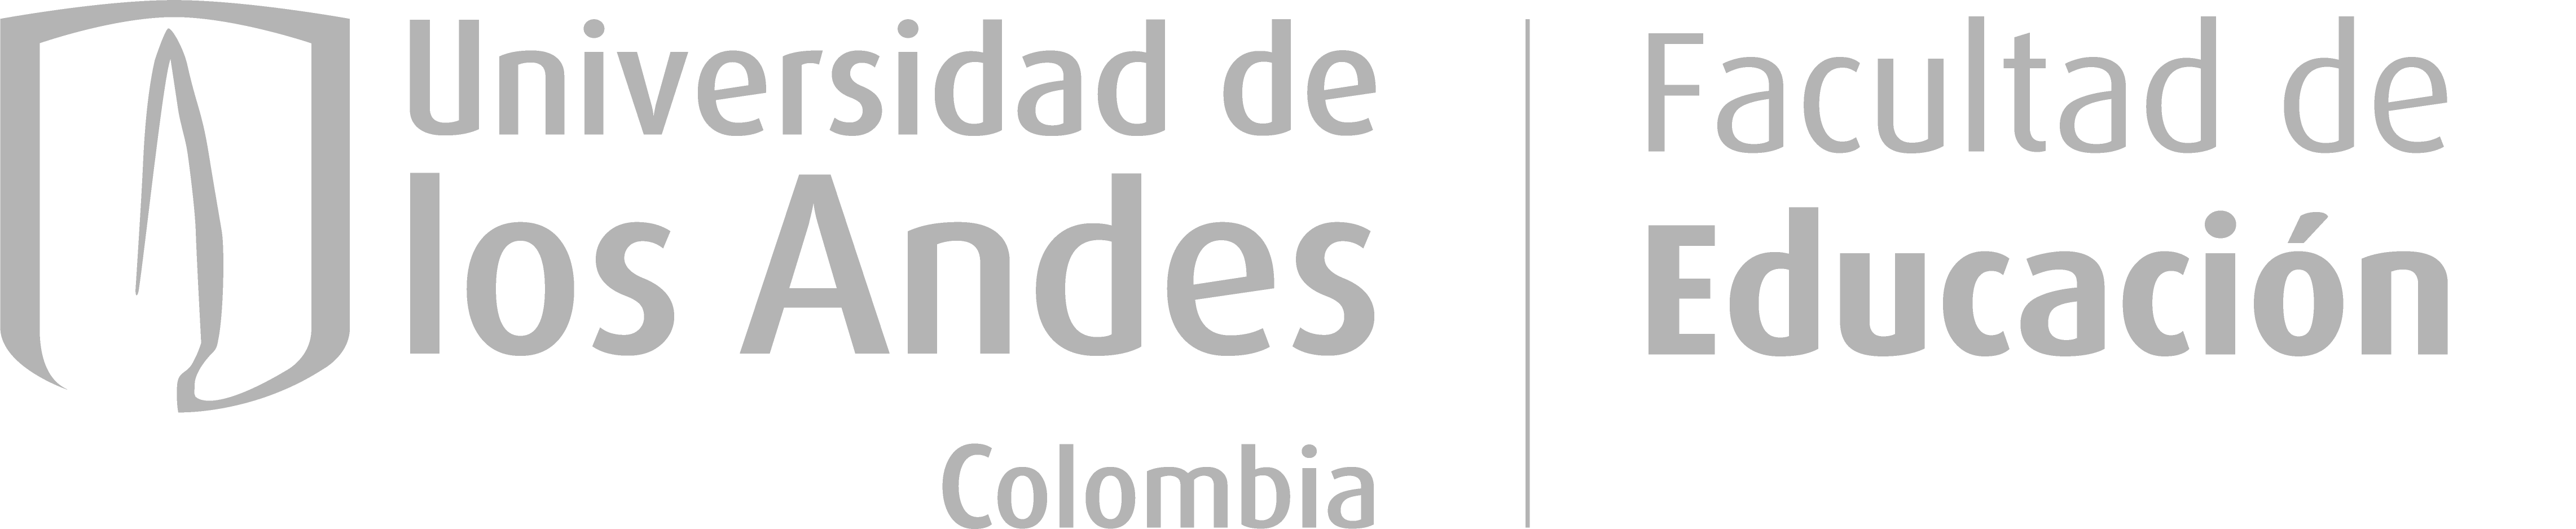 Universidad de
los Andes
Colombia
Facultad de
Educación